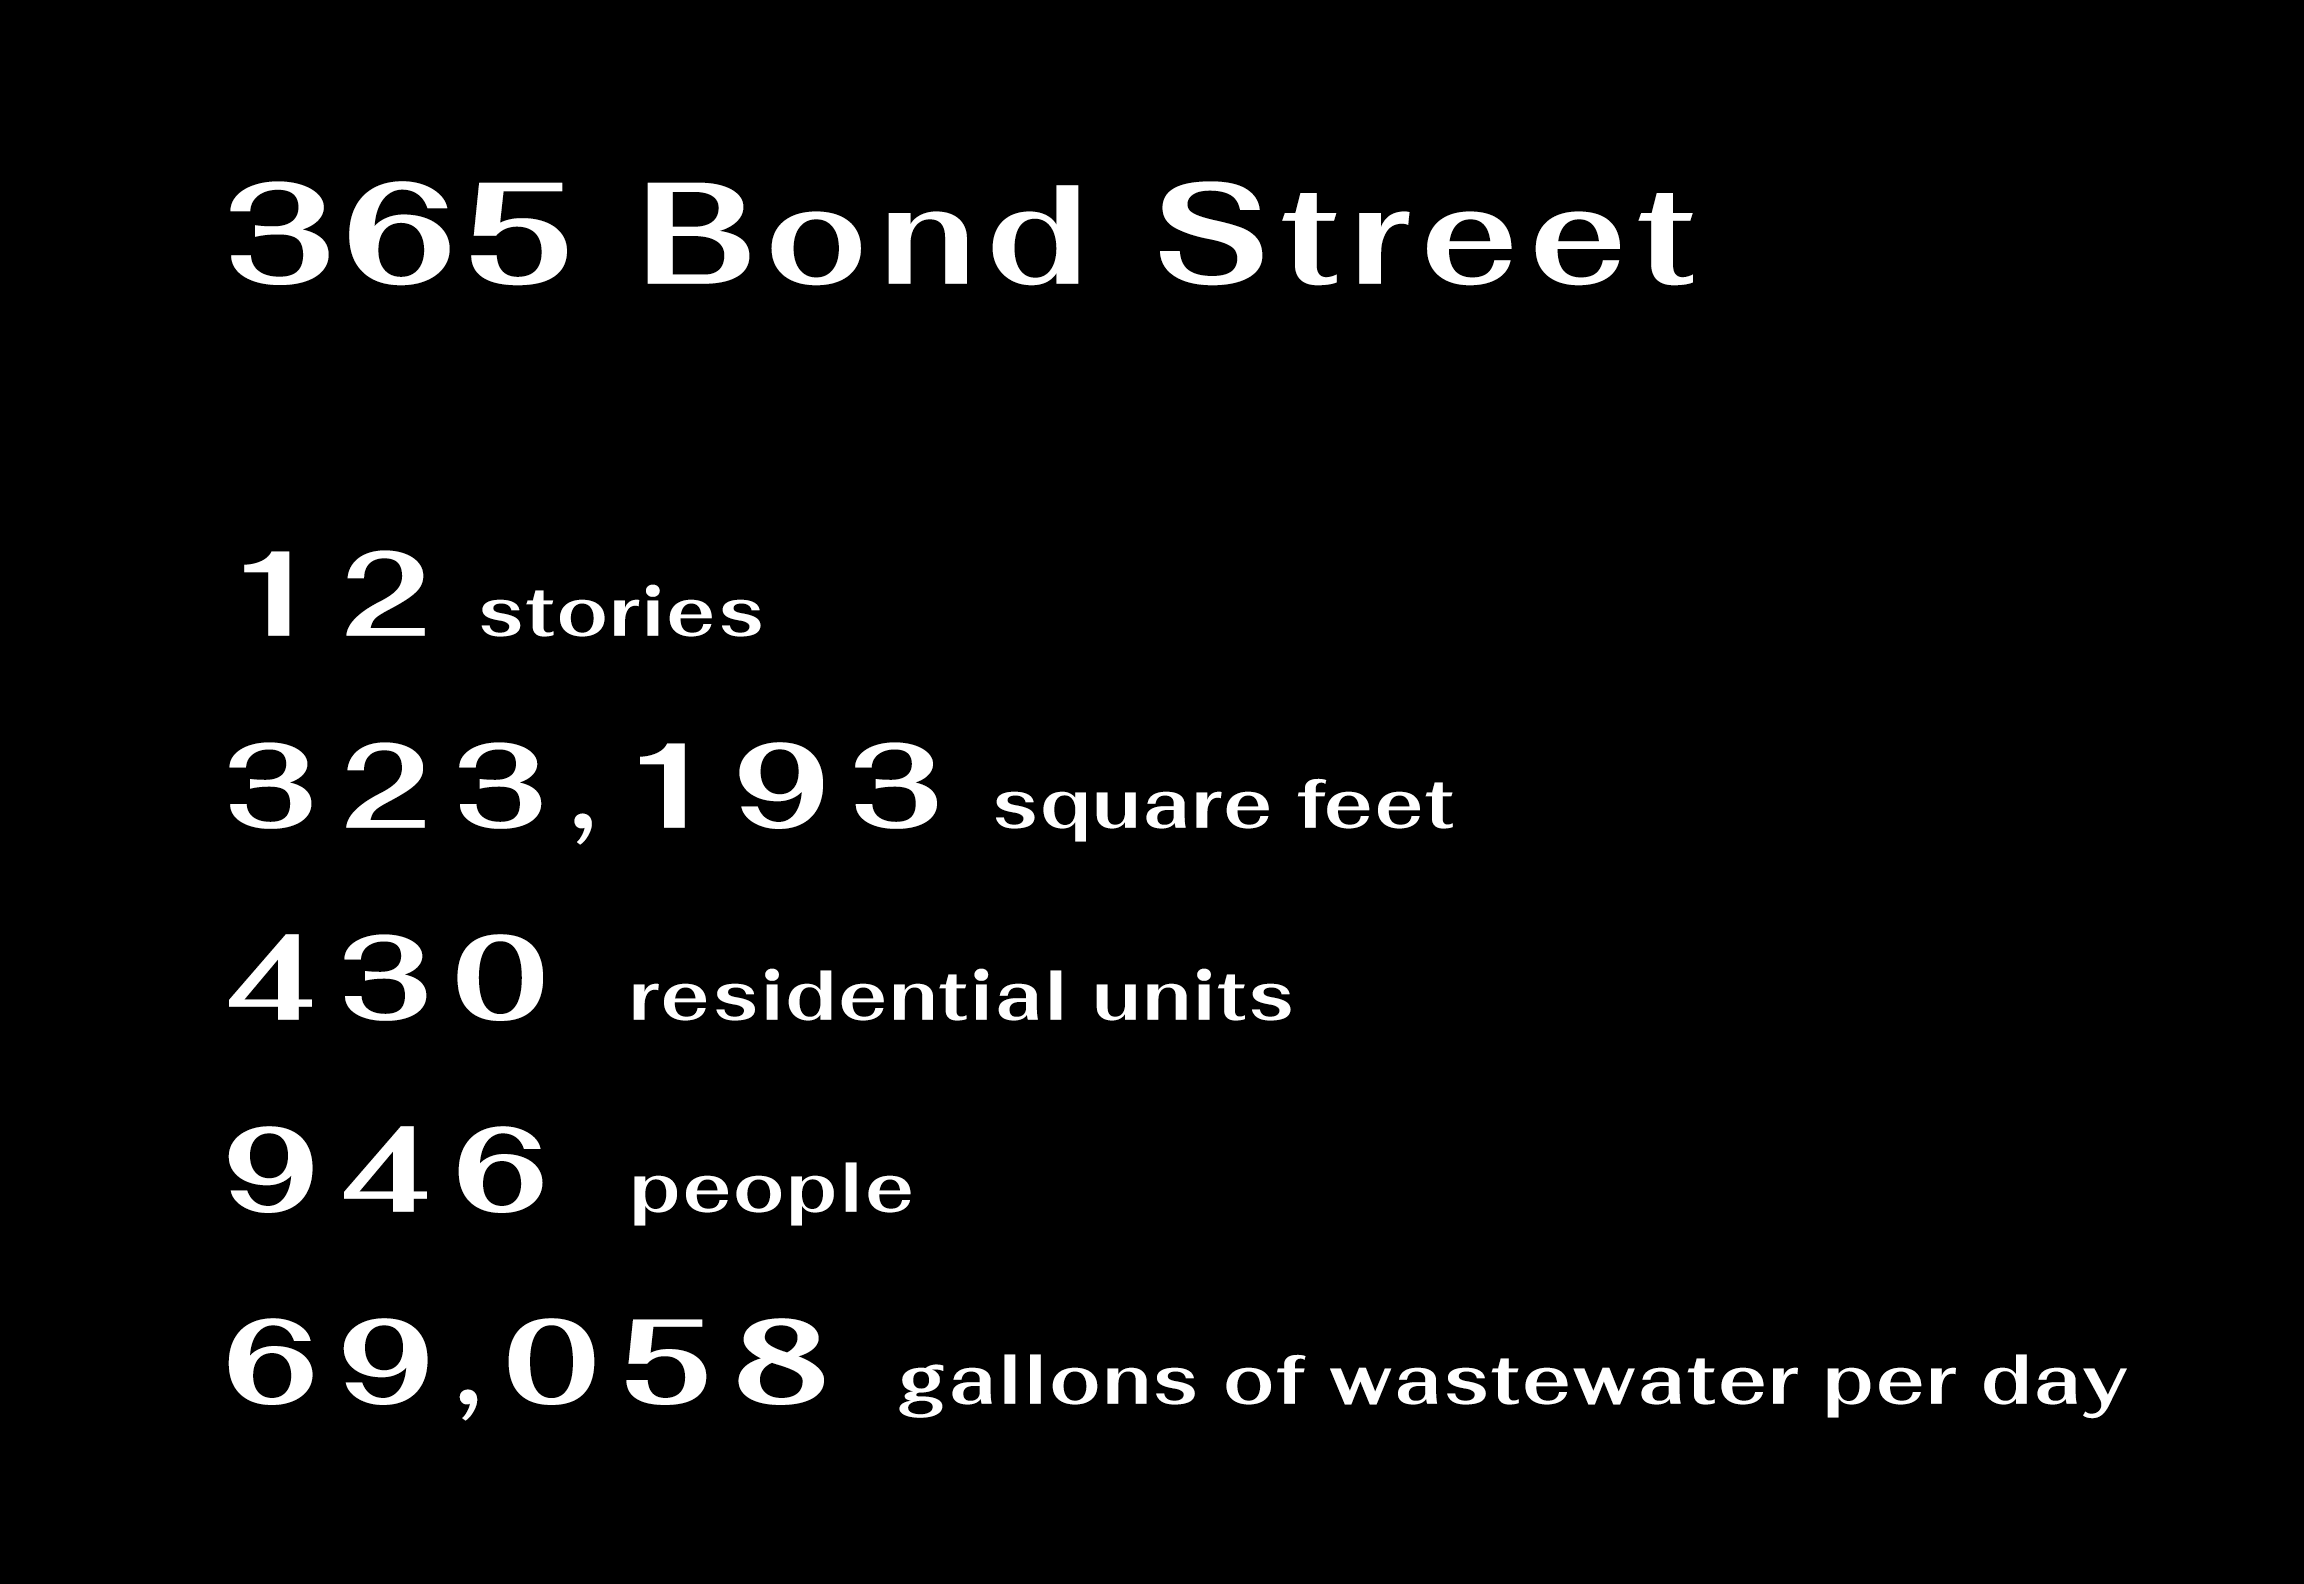 365 Bond Street
12 stories
323,193 square feet
430 residential units
946 people
69,058 gallons of wastewater per day